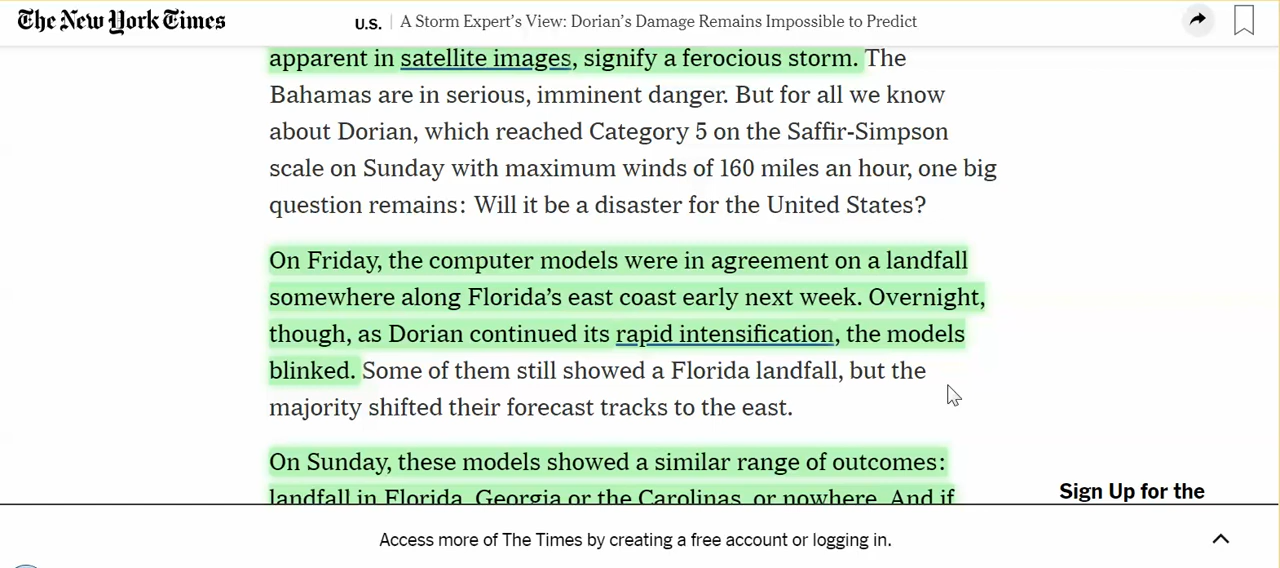 The New York Times
U.S. | A Storm Expert's View: Dorian's Damage Remains Impossible to Predict
apparent in satellite images, signify a ferocious storm. The
Bahamas are in serious, imminent danger. But for all we know
about Dorian, which reached Category 5 on the Saffir-Simpson
scale on Sunday with maximum winds of 160 miles an hour, one big
question remains: Will it be a disaster for the United States?
On Friday, the computer models were in agreement on a landfall
somewhere along Florida's east coast early next week. Overnight,
though, as Dorian continued its rapid intensification, the models
blinked. Some of them still showed a Florida landfall, but the
majority shifted their forecast tracks to the east.
On Sunday, these models showed a similar range of outcomes:
landfall in Florida, Georgia or the Carolinas, or nowhere. And if
Sign Up for the
Access more of The Times by creating a free account or logging in.